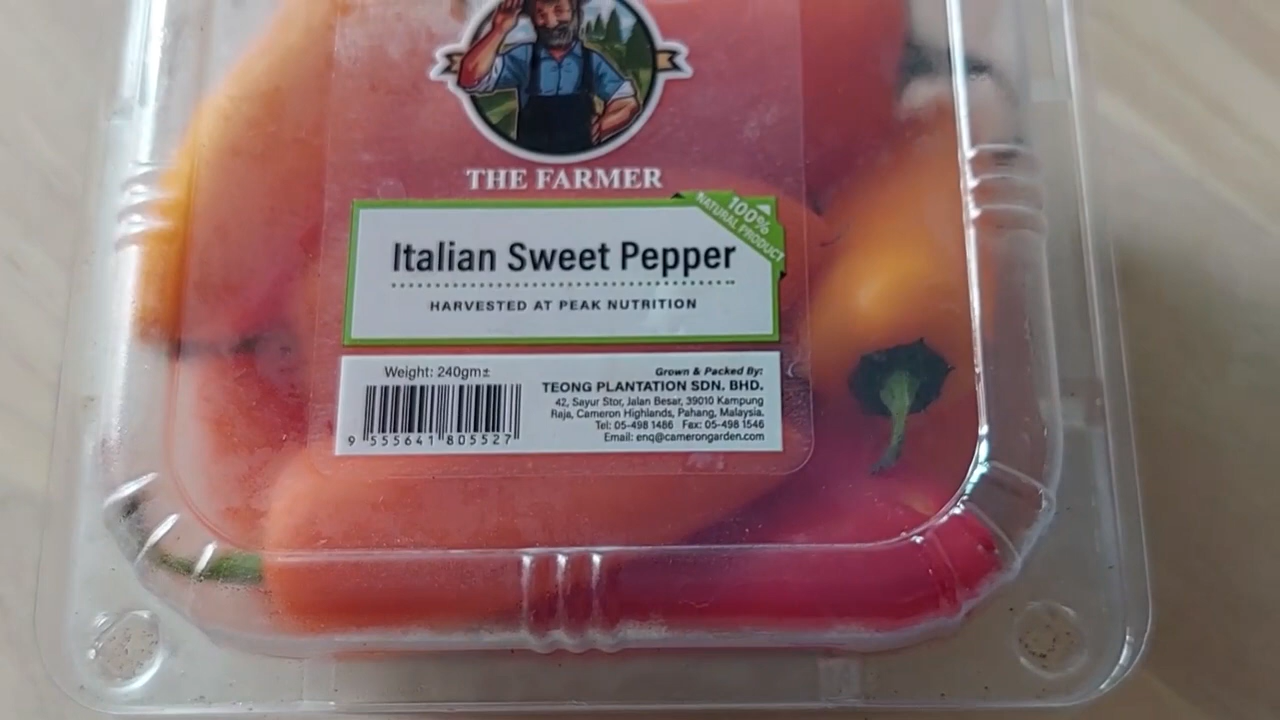 THE FARMER
100%
NATURAL PRODUCT
Italian Sweet Pepper
HARVESTED AT PEAK NUTRITION
Weight: 240gm±
9 555641 805527
Grown & Packed By:
TEONG PLANTATION SDN. BHD.
42, Sayur Stor, Jalan Besar, 39010 Kampung
Raja, Cameron Highlands, Pahang, Malaysia.
Tel: 05-498 1486 Fax: 05-498 1546
Email: enq@camerongarden.com